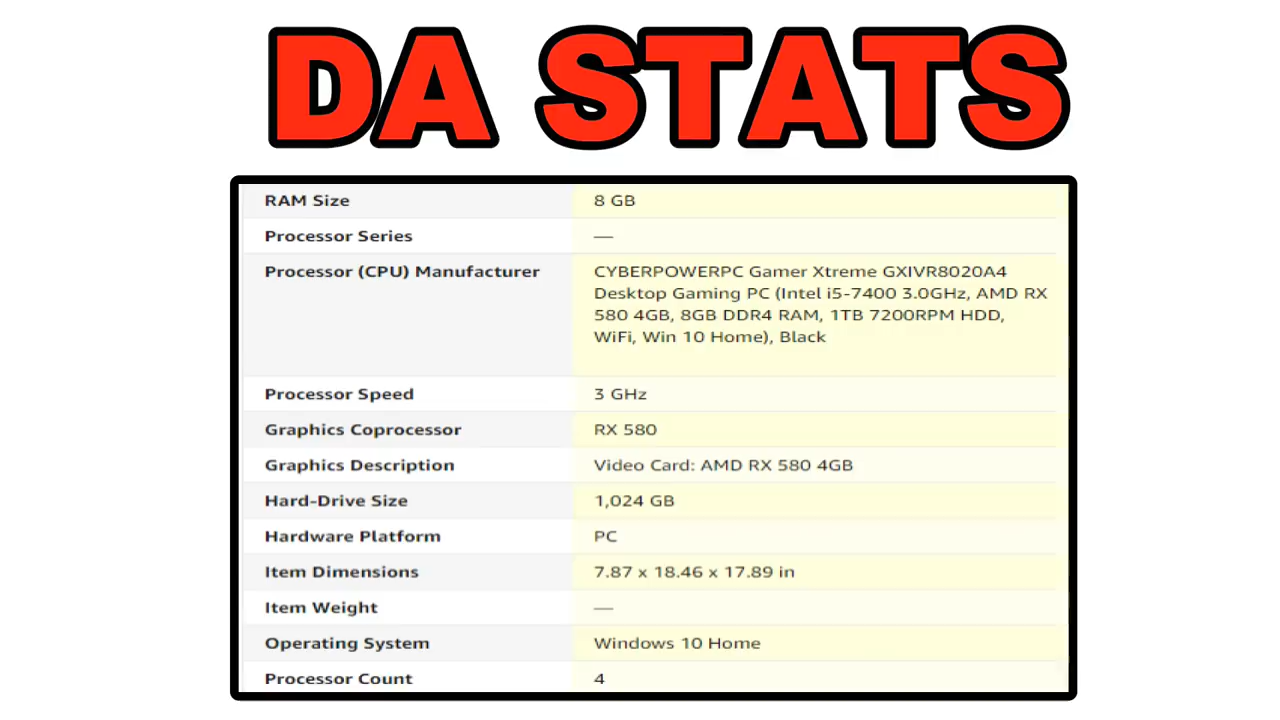 DA STATS
RAM Size 8 GB
Processor Series —
Processor (CPU) Manufacturer CYBERPOWERPC Gamer Xtreme GXIVR8020A4
Desktop Gaming PC (Intel i5-7400 3.0GHz, AMD RX
580 4GB, 8GB DDR4 RAM, 1TB 7200RPM HDD,
WiFi, Win 10 Home), Black
Processor Speed 3 GHz
Graphics Coprocessor RX 580
Graphics Description Video Card: AMD RX 580 4GB
Hard-Drive Size 1,024 GB
Hardware Platform PC
Item Dimensions 7.87 x 18.46 x 17.89 in
Item Weight —
Operating System Windows 10 Home
Processor Count 4